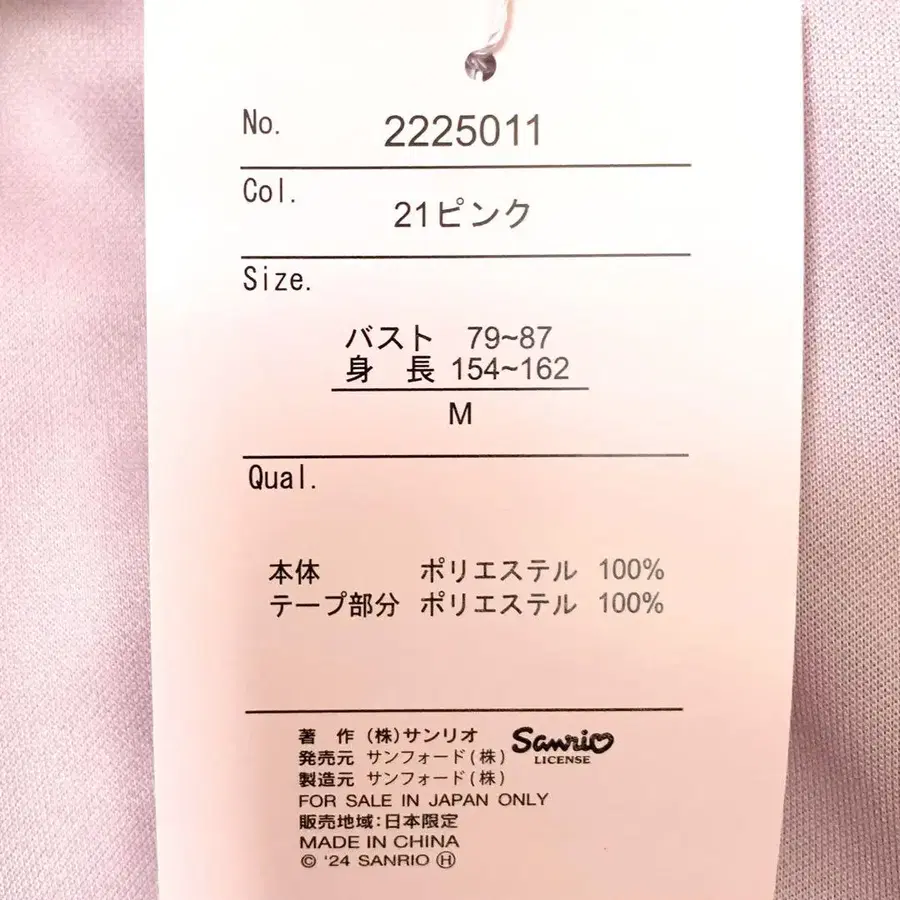 No. 2225011
Col. 21ピンク
Size.
バスト 79~87
身 長 154~162
M
Qual.
本体 ポリエステル 100%
テープ部分 ポリエステル 100%
著 作 (株)サンリオ
Sanrio
LICENSE
発売元 サンフォード(株)
製造元 サンフォード(株)
FOR SALE IN JAPAN ONLY
販売地域:日本限定
MADE IN CHINA
© '24 SANRIO Ⓗ